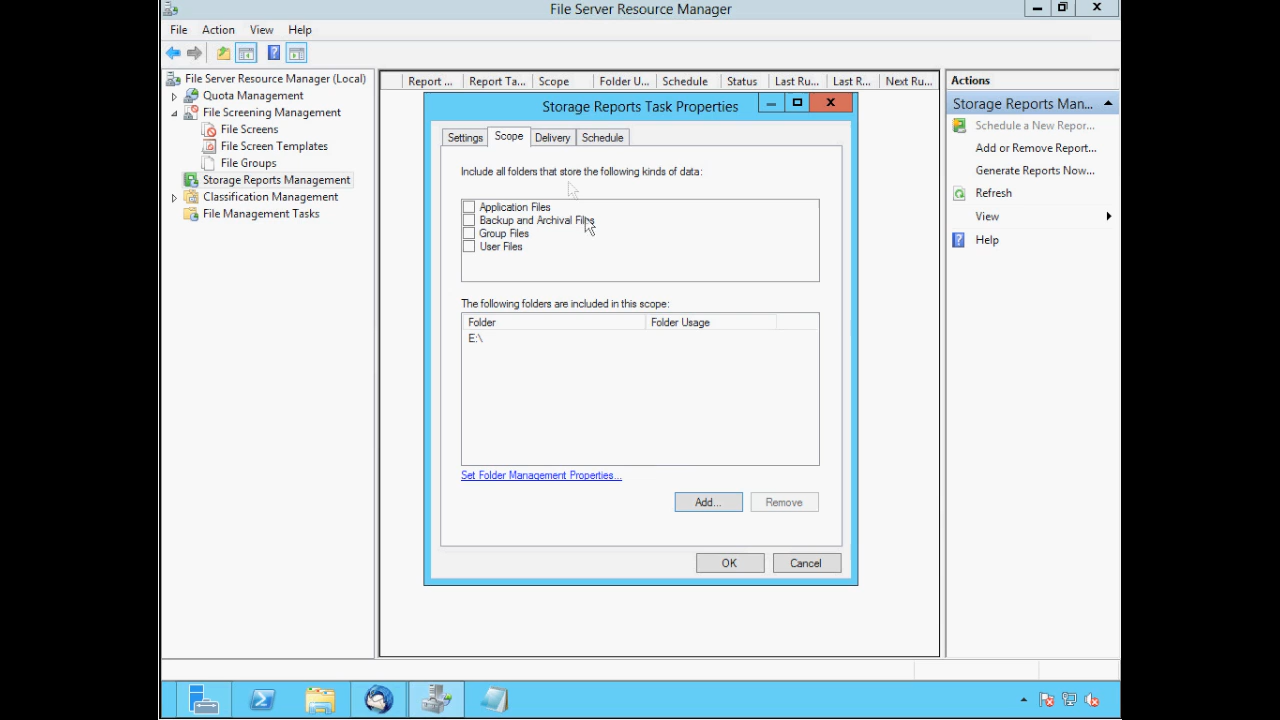 File Server Resource Manager
File Action View Help
File Server Resource Manager (Local)
Quota Management
File Screening Management
File Screens
File Screen Templates
File Groups
Storage Reports Management
Classification Management
File Management Tasks
Report ... Report Ta... Scope Folder U... Schedule Status Last Ru... Last R... Next Ru...
Storage Reports Task Properties
Settings Scope Delivery Schedule
Include all folders that store the following kinds of data:
Application Files
Backup and Archival Files
Group Files
User Files
The following folders are included in this scope:
Folder Folder Usage
E:\
Set Folder Management Properties...
Add... Remove
OK Cancel
Actions
Storage Reports Man...
Schedule a New Repor...
Add or Remove Report...
Generate Reports Now...
Refresh
View
Help